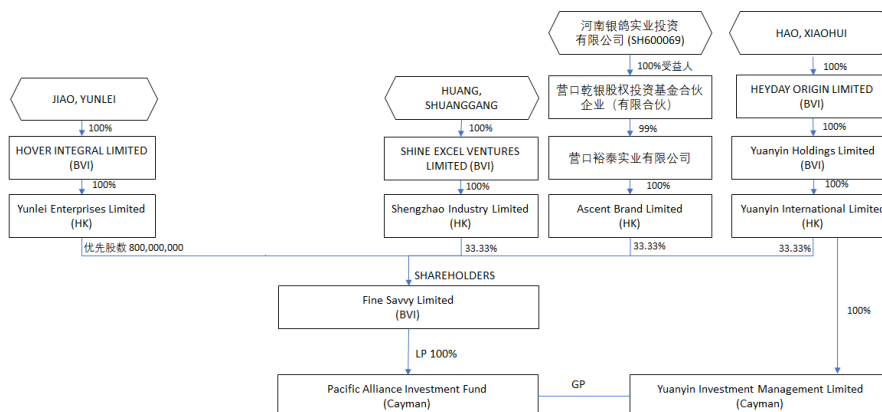 河南银鸽实业投资
有限公司 (SH600069)
HAO, XIAOHUI
100%受益人
100%
JIAO, YUNLEI
HUANG,
SHUANGGANG
营口乾银股权投资基金合伙
企业（有限合伙）
HEYDAY ORIGIN LIMITED
(BVI)
100%
100%
99%
100%
HOVER INTEGRAL LIMITED
(BVI)
SHINE EXCEL VENTURES
LIMITED (BVI)
营口裕泰实业有限公司
Yuanyin Holdings Limited
(BVI)
100%
100%
100%
100%
Yunlei Enterprises Limited
(HK)
Shengzhao Industry Limited
(HK)
Ascent Brand Limited
(HK)
Yuanyin International Limited
(HK)
优先股数 800,000,000
33.33%
33.33%
33.33%
SHAREHOLDERS
Fine Savvy Limited
(BVI)
100%
LP 100%
Pacific Alliance Investment Fund
(Cayman)
GP
Yuanyin Investment Management Limited
(Cayman)